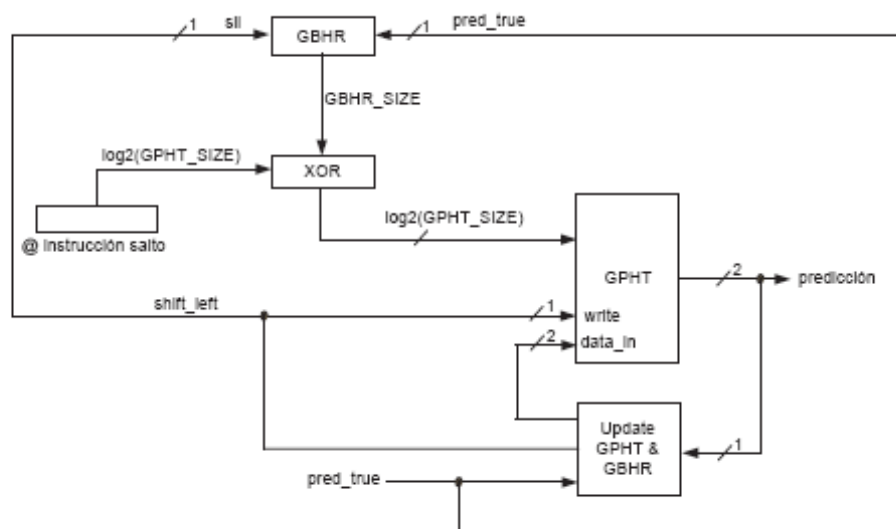 1
sll
GBHR
1
pred_true
GBHR_SIZE
log2(GPHT_SIZE)
XOR
@ instrucción salto
log2(GPHT_SIZE)
GPHT
2
predicción
shift_left
1
write
2
data_in
Update
GPHT &
GBHR
1
pred_true